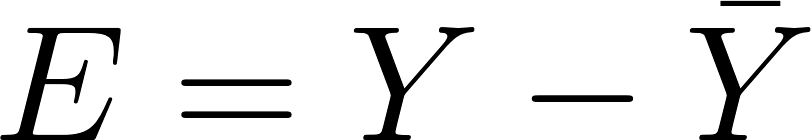 E = Y − Ȳ